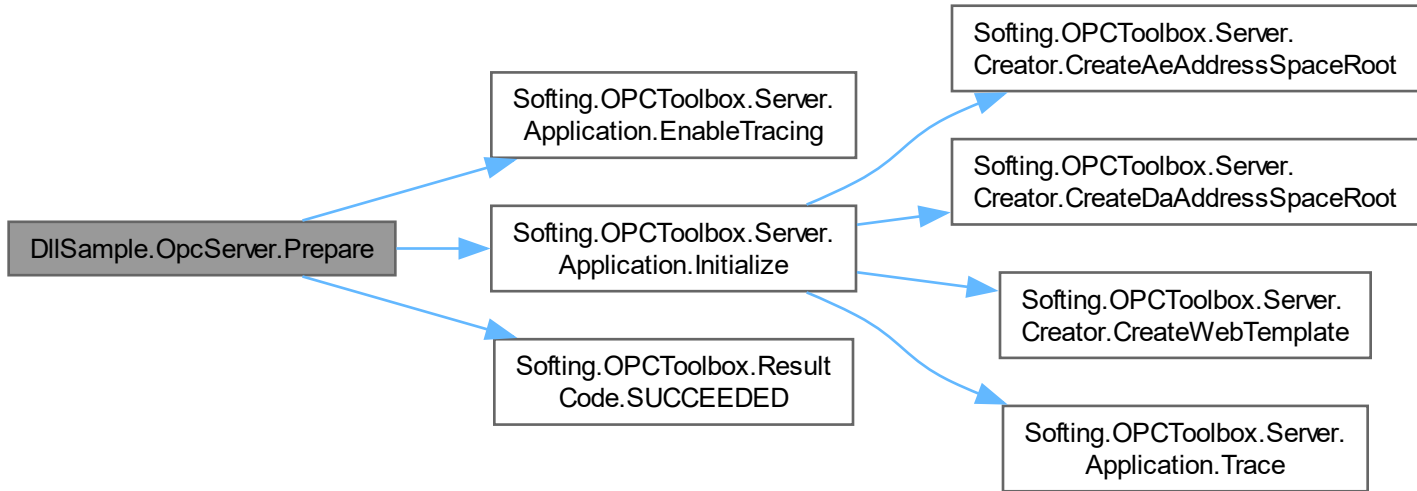 DllSample.OpcServer.Prepare
Softing.OPCToolbox.Server.
Application.EnableTracing
Softing.OPCToolbox.Server.
Application.Initialize
Softing.OPCToolbox.Result
Code.SUCCEEDED
Softing.OPCToolbox.Server.
Creator.CreateAeAddressSpaceRoot
Softing.OPCToolbox.Server.
Creator.CreateDaAddressSpaceRoot
Softing.OPCToolbox.Server.
Creator.CreateWebTemplate
Softing.OPCToolbox.Server.
Application.Trace